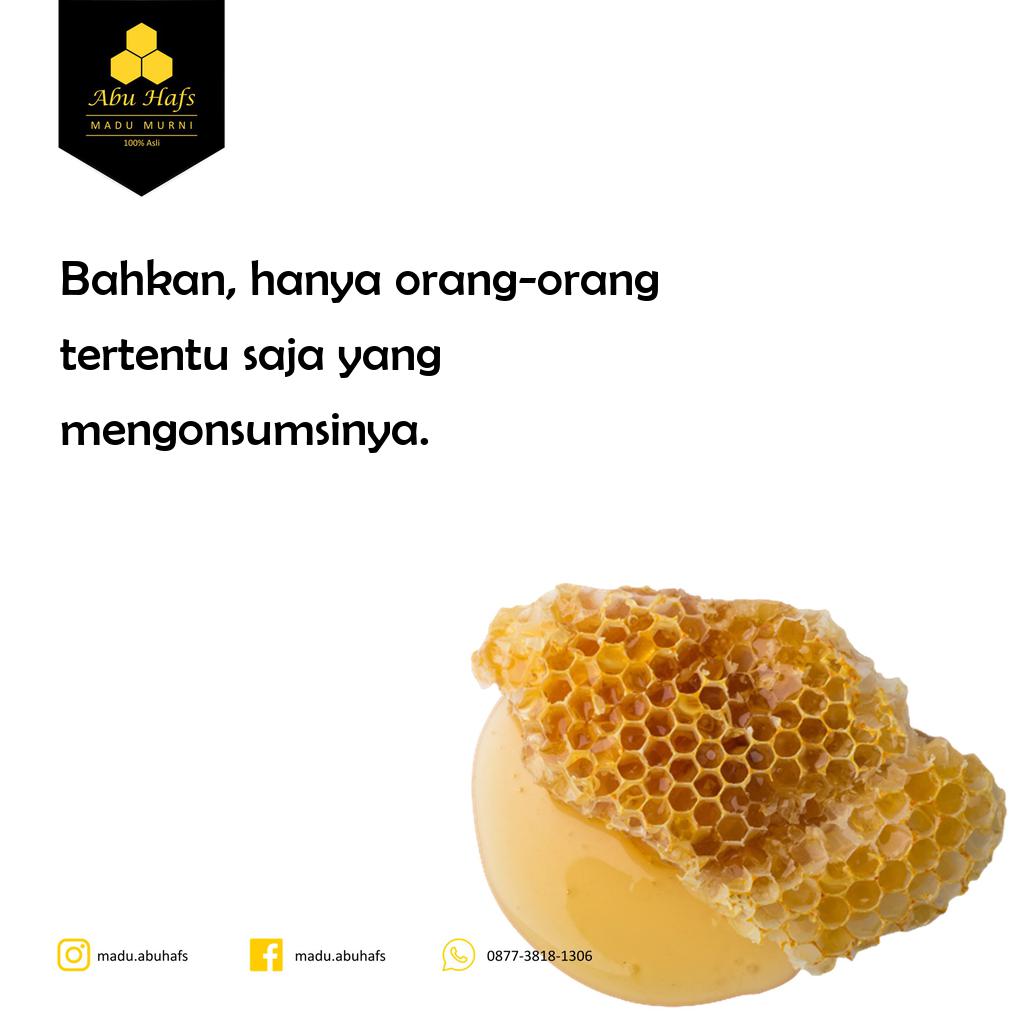 Abu Hafs
MADU MURNI
100% Asli
Bahkan, hanya orang-orang
tertentu saja yang
mengonsumsinya.
madu.abuhafs
madu.abuhafs
0877-3818-1306